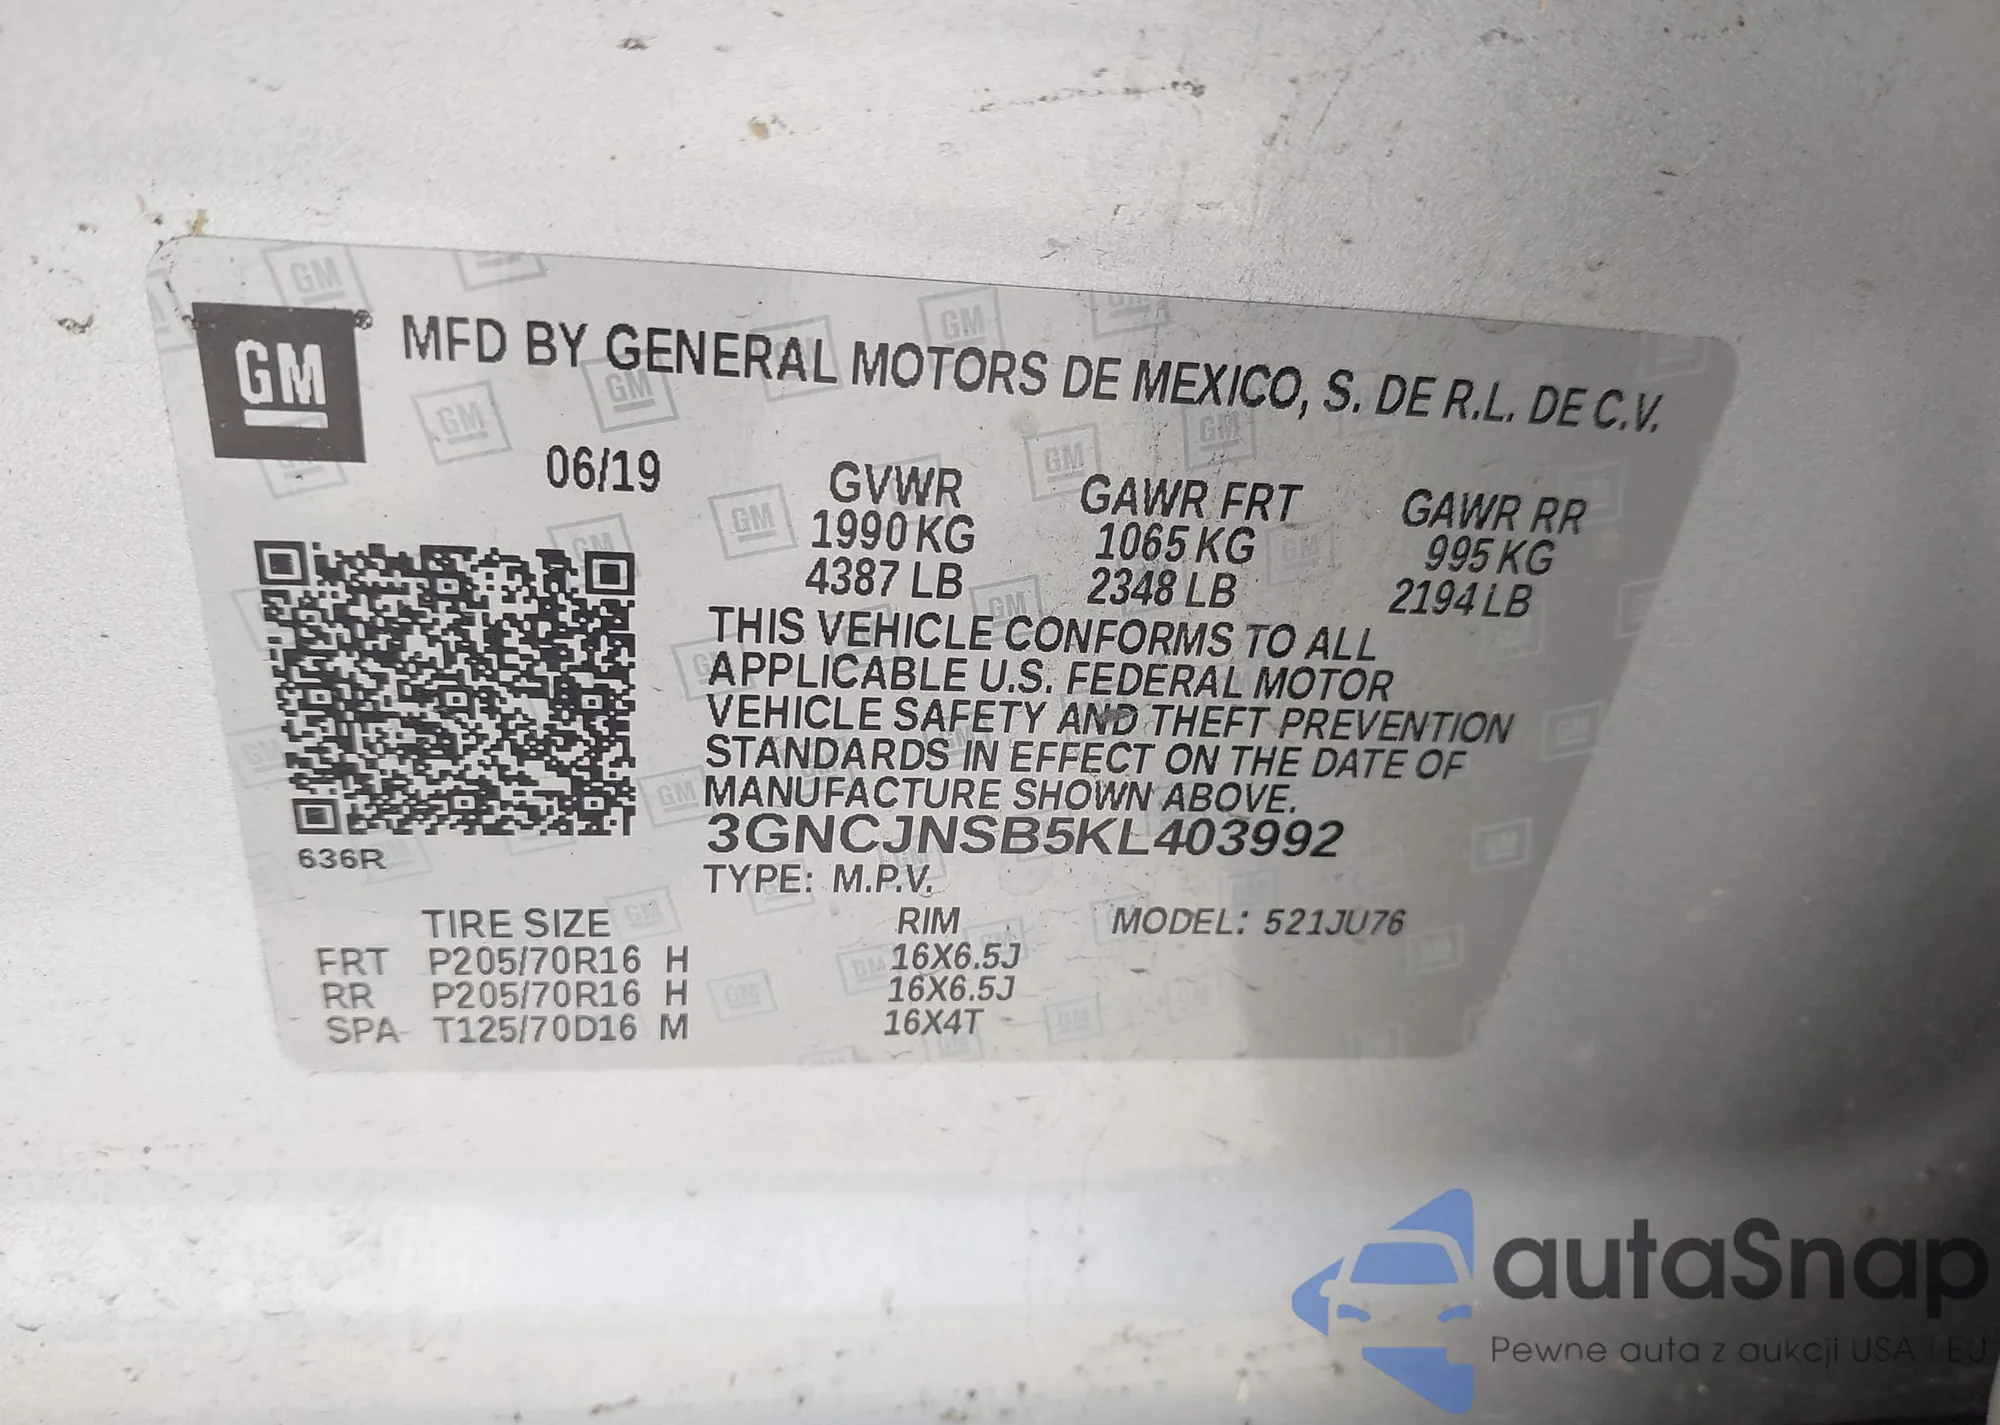 GM
MFD BY GENERAL MOTORS DE MEXICO, S. DE R.L. DE C.V.
06/19
GVWR GAWR FRT GAWR RR
1990 KG 1065 KG 995 KG
4387 LB 2348 LB 2194 LB
THIS VEHICLE CONFORMS TO ALL
APPLICABLE U.S. FEDERAL MOTOR
VEHICLE SAFETY AND THEFT PREVENTION
STANDARDS IN EFFECT ON THE DATE OF
MANUFACTURE SHOWN ABOVE.
3GNCJNSB5KL403992
636R
TYPE: M.P.V.
TIRE SIZE RIM MODEL: 521JU76
FRT P205/70R16 H 16X6.5J
RR P205/70R16 H 16X6.5J
SPA T125/70D16 M 16X4T
autaSnap
Pewne auta z aukcji USA i EU